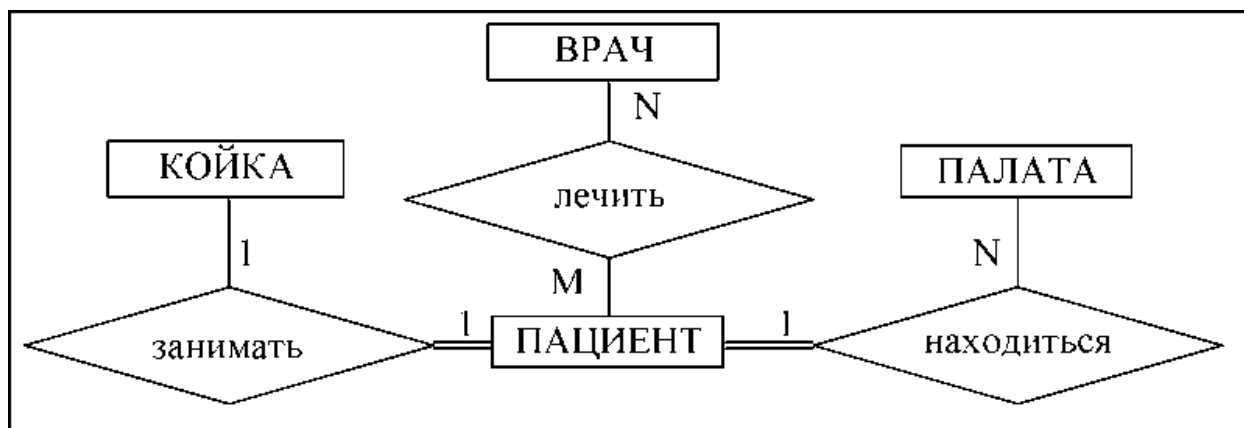 ВРАЧ
N
КОЙКА
ПАЛАТА
лечить
1
N
М
занимать
1
ПАЦИЕНТ
1
находиться